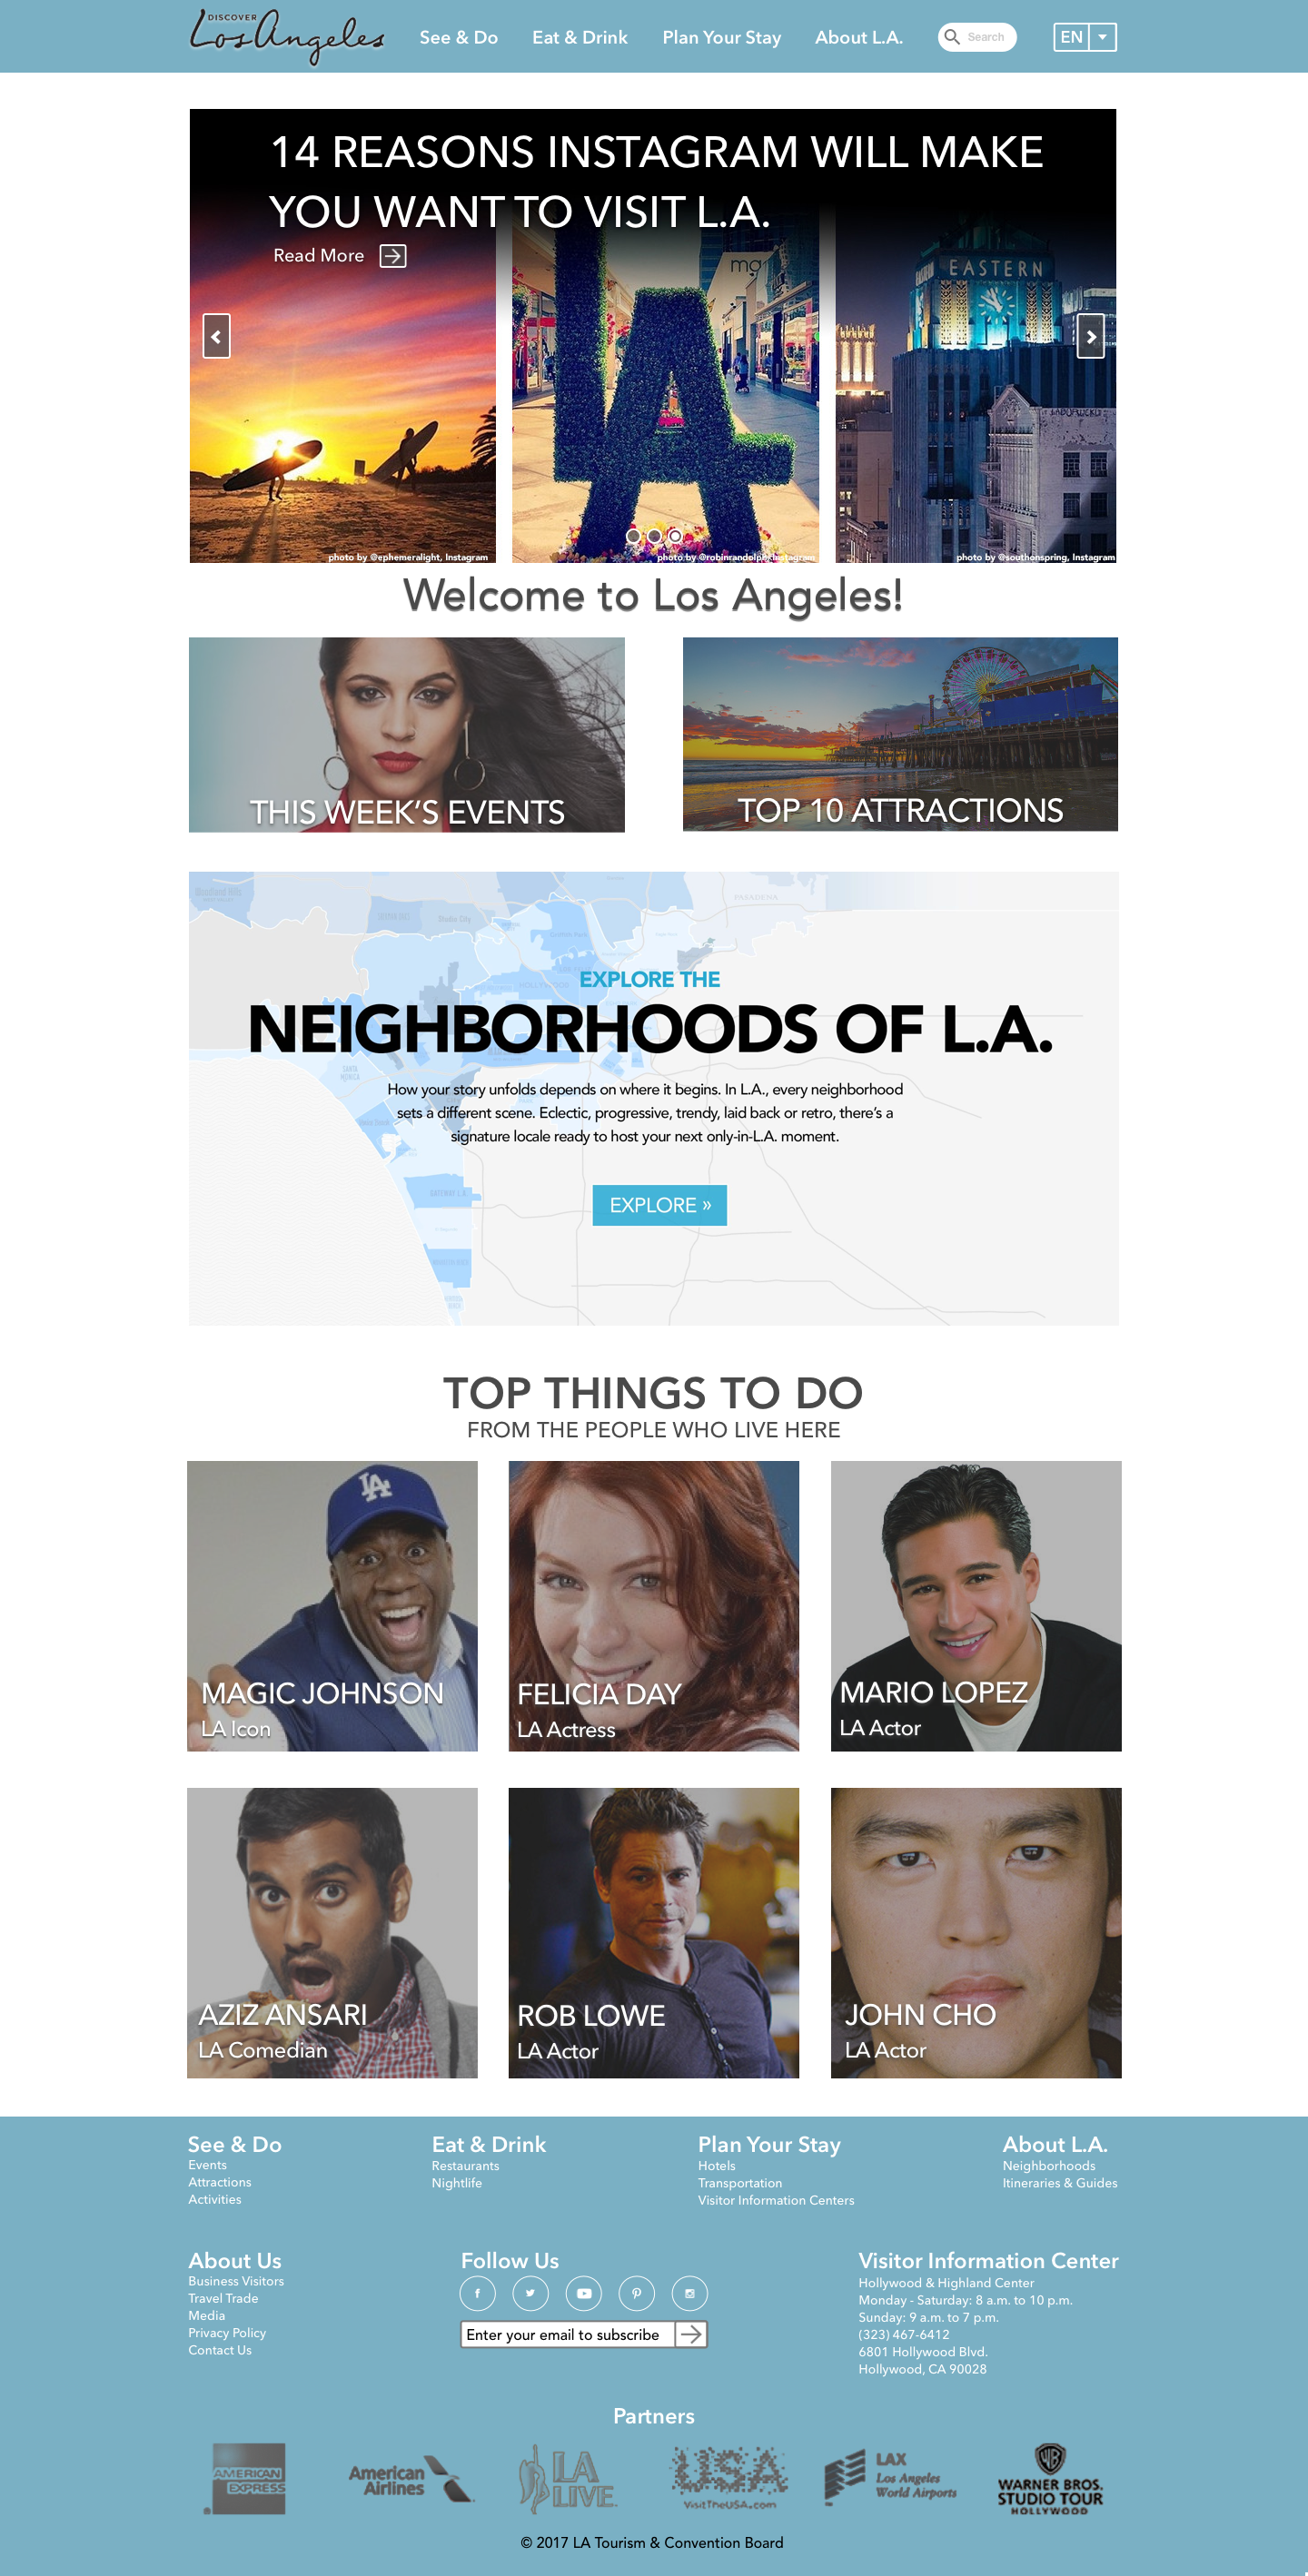 DISCOVER
Los Angeles
See & Do
Eat & Drink
Plan Your Stay
About L.A.
Search
EN
14 REASONS INSTAGRAM WILL MAKE
YOU WANT TO VISIT L.A.
Read More
mg
EASTERN
photo by @ephemeralight, Instagram
photo by @robinrandolph, Instagram
photo by @southonspring, Instagram
Welcome to Los Angeles!
THIS WEEK'S EVENTS
TOP 10 ATTRACTIONS
PASADENA
Studio City
HOLLYWOOD
SANTA
MONICA
EXPLORE THE
NEIGHBORHOODS OF L.A.
How your story unfolds depends on where it begins. In L.A., every neighborhood
sets a different scene. Eclectic, progressive, trendy, laid back or retro, there's a
signature locale ready to host your next only-in-L.A. moment.
EXPLORE »
TOP THINGS TO DO
FROM THE PEOPLE WHO LIVE HERE
LA
MAGIC JOHNSON
LA Icon
FELICIA DAY
LA Actress
MARIO LOPEZ
LA Actor
AZIZ ANSARI
LA Comedian
ROB LOWE
LA Actor
JOHN CHO
LA Actor
See & Do
Events
Attractions
Activities
Eat & Drink
Restaurants
Nightlife
Plan Your Stay
Hotels
Transportation
Visitor Information Centers
About L.A.
Neighborhoods
Itineraries & Guides
About Us
Business Visitors
Travel Trade
Media
Privacy Policy
Contact Us
Follow Us
Enter your email to subscribe
Visitor Information Center
Hollywood & Highland Center
Monday - Saturday: 8 a.m. to 10 p.m.
Sunday: 9 a.m. to 7 p.m.
(323) 467-6412
6801 Hollywood Blvd.
Hollywood, CA 90028
Partners
AMERICAN
EXPRESS
American
Airlines
LA
LIVE
USA
VisitTheUSA.com
LAX
Los Angeles
World Airports
WB
WARNER BROS.
STUDIO TOUR
HOLLYWOOD
© 2017 LA Tourism & Convention Board